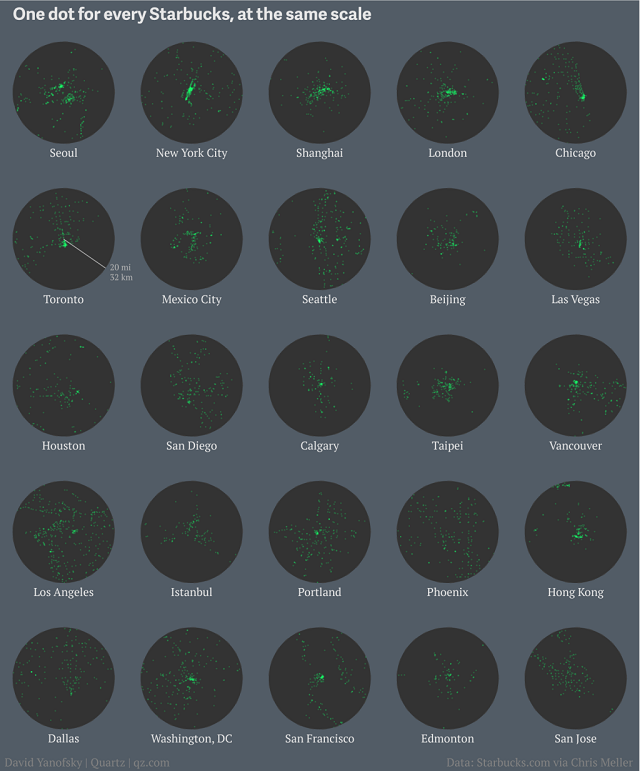 One dot for every Starbucks, at the same scale
Seoul
New York City
Shanghai
London
Chicago
20 mi
32 km
Toronto
Mexico City
Seattle
Beijing
Las Vegas
Houston
San Diego
Calgary
Taipei
Vancouver
Los Angeles
Istanbul
Portland
Phoenix
Hong Kong
Dallas
Washington, DC
San Francisco
Edmonton
San Jose
David Yanofsky | Quartz | qz.com
Data: Starbucks.com via Chris Meller